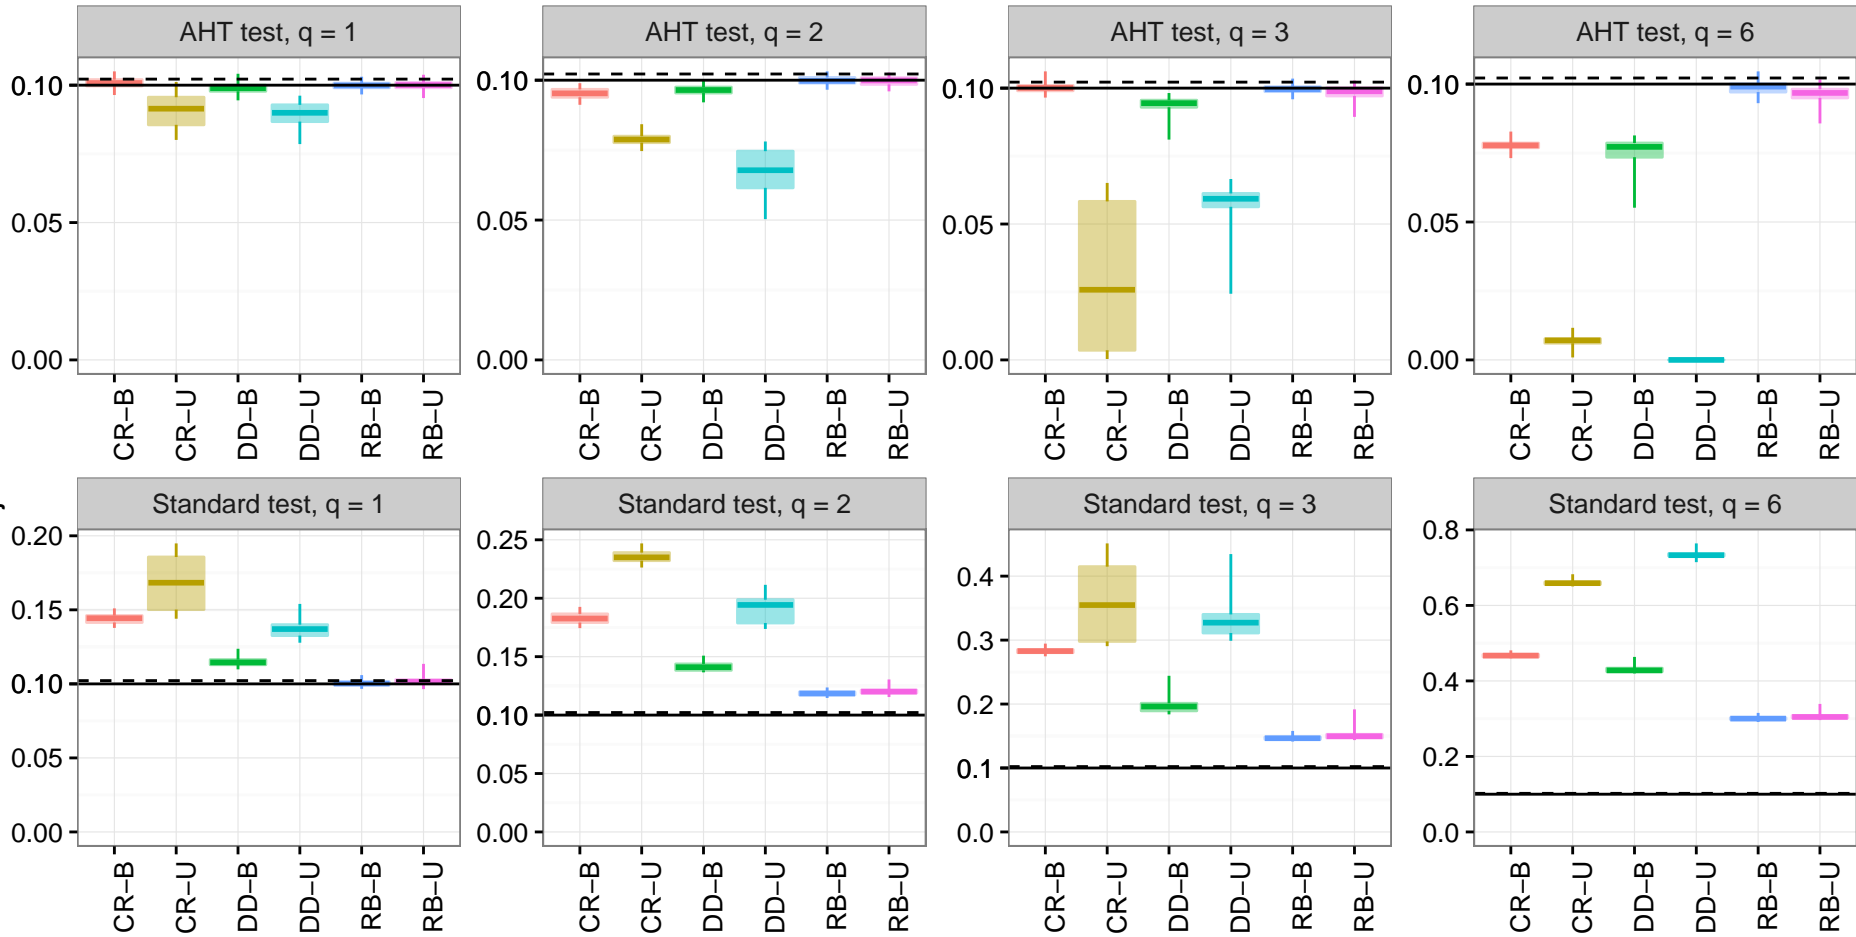 AHT test, q = 1
AHT test, q = 2
AHT test, q = 3
AHT test, q = 6
0.10
0.05
0.00
0.10
0.05
0.00
0.10
0.05
0.00
0.10
0.05
0.00
CR−B CR−U DD−B DD−U RB−B RB−U
CR−B CR−U DD−B DD−U RB−B RB−U
CR−B CR−U DD−B DD−U RB−B RB−U
CR−B CR−U DD−B DD−U RB−B RB−U
Standard test, q = 1
Standard test, q = 2
Standard test, q = 3
Standard test, q = 6
0.20
0.15
0.10
0.05
0.00
0.25
0.20
0.15
0.10
0.05
0.00
0.4
0.3
0.2
0.1
0.0
0.8
0.6
0.4
0.2
0.0
CR−B CR−U DD−B DD−U RB−B RB−U
CR−B CR−U DD−B DD−U RB−B RB−U
CR−B CR−U DD−B DD−U RB−B RB−U
CR−B CR−U DD−B DD−U RB−B RB−U